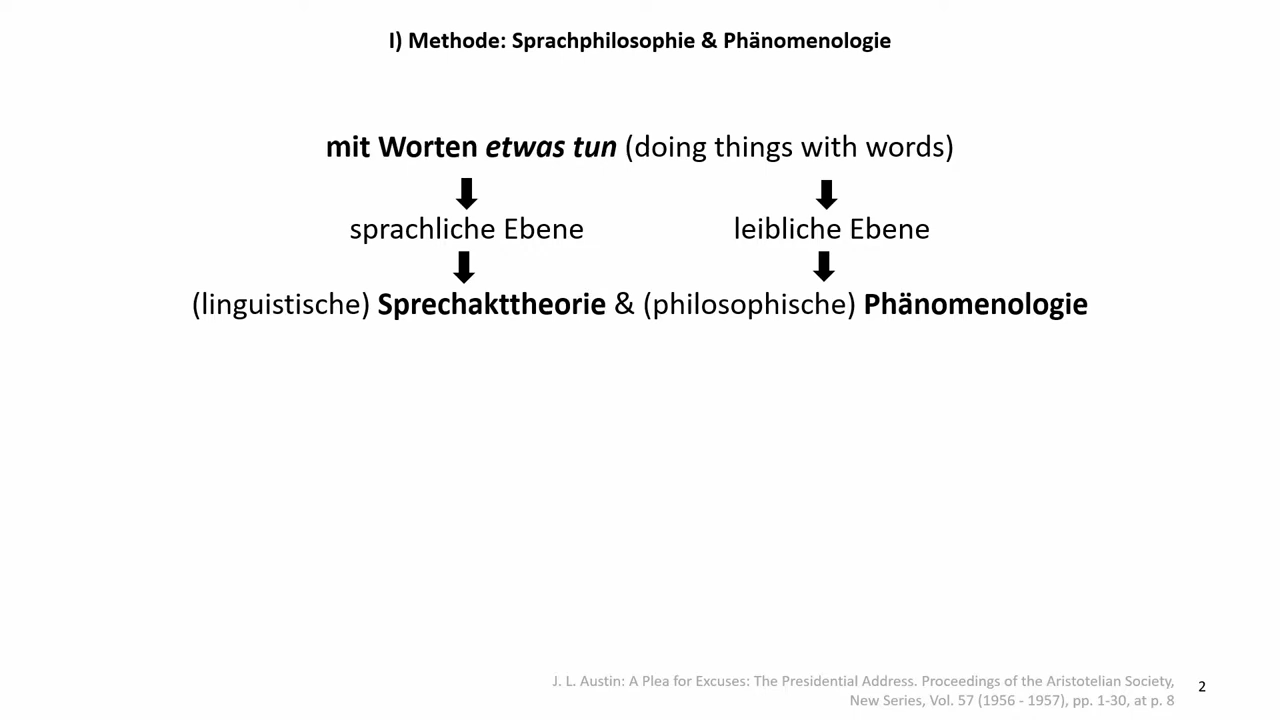 I) Methode: Sprachphilosophie & Phänomenologie
mit Worten etwas tun (doing things with words)
sprachliche Ebene leibliche Ebene
(linguistische) Sprechakttheorie & (philosophische) Phänomenologie
J. L. Austin: A Plea for Excuses: The Presidential Address. Proceedings of the Aristotelian Society,
New Series, Vol. 57 (1956 - 1957), pp. 1-30, at p. 8
2